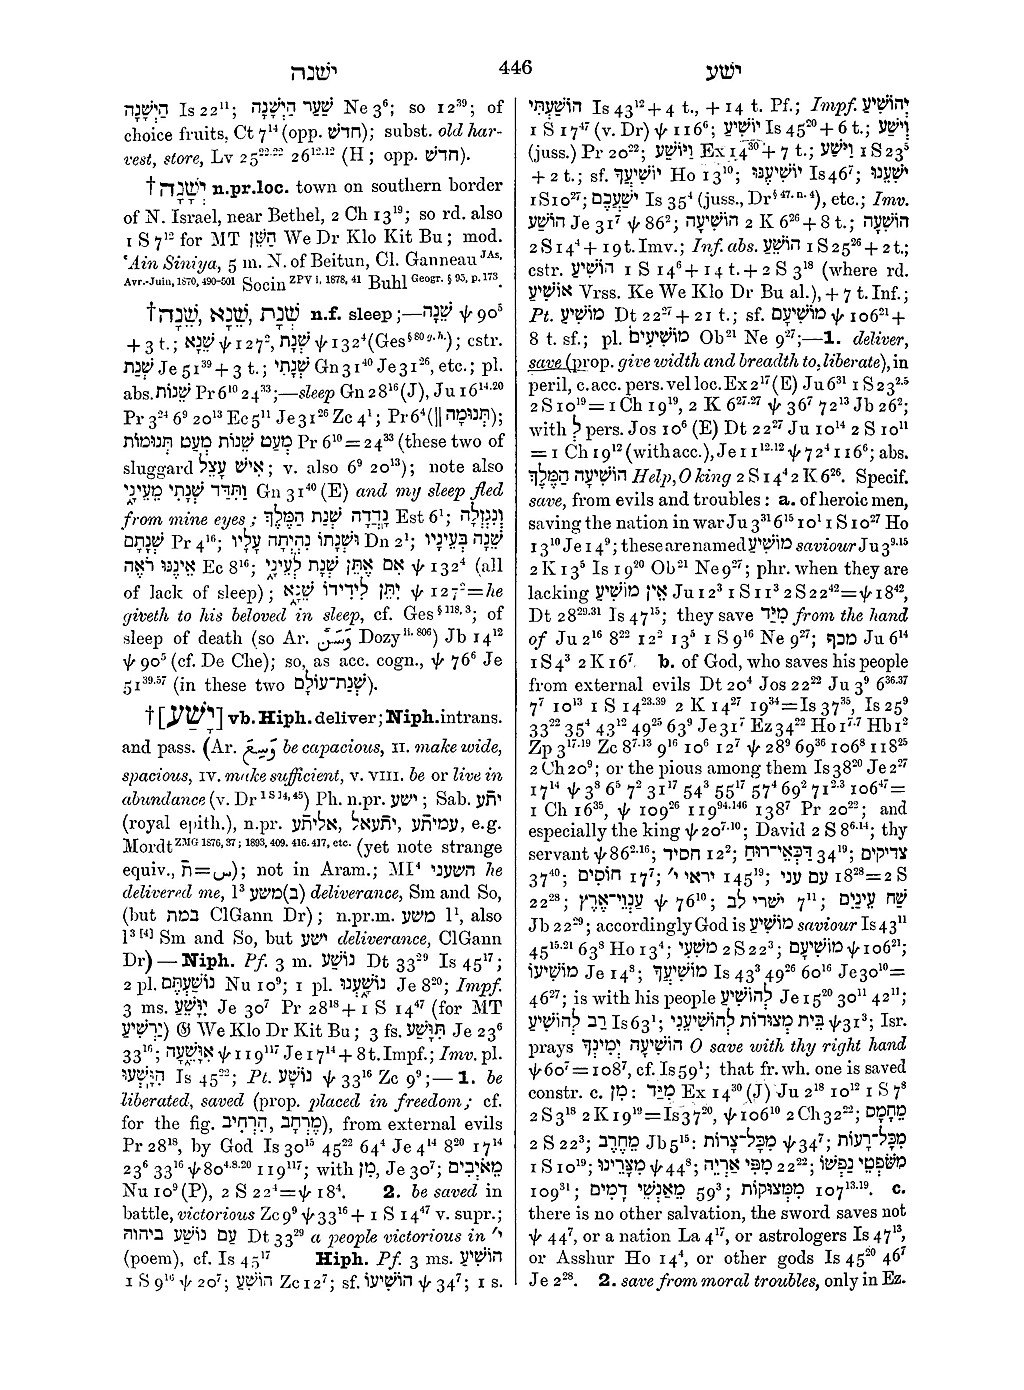 ישנה 446 ישע
הַיְשָׁנָה Is 22¹¹; שַׁעַר הַיְשָׁנָה Ne 3⁶; so 12³⁹; of
choice fruits, Ct 7¹⁴ (opp. חדשׁ); subst. old har-
vest, store, Lv 25²²·²² 26¹²·¹² (H; opp. חדשׁ).
† יְשָׁנָה n.pr.loc. town on southern border
of N. Israel, near Bethel, 2 Ch 13¹⁹; so rd. also
1 S 7¹² for MT הַשֵּׁן We Dr Klo Kit Bu; mod.
‘Ain Siniya, 5 m. N. of Beitun, Cl. Ganneau JAs,
Avr.-Juin, 1870, 490–501 Socin ZPV i, 1878, 41 Buhl Geogr. § 95, p. 173.
† שֵׁנָה, שֵׁנָא, שְׁנָת n.f. sleep;—שֵׁנָה ψ 90⁵
+ 3 t.; שֵׁנָא ψ 127², שְׁנָת ψ 132⁴ (Ges § 80 g. h.); cstr.
שְׁנַת Je 51³⁹ + 3 t.; שְׁנָתִי Gn 31⁴⁰ Je 31²⁶, etc.; pl.
abs. שֵׁנוֹת Pr 6¹⁰ 24³³;—sleep Gn 28¹⁶ (J), Ju 16¹⁴·²⁰
Pr 3²⁴ 6⁹ 20¹³ Ec 5¹¹ Je 31²⁶ Zc 4¹; Pr 6⁴ (‖ תְּנוּמָה);
מְעַט שֵׁנוֹת מְעַט תְּנוּמוֹת Pr 6¹⁰ = 24³³ (these two of
sluggard אִישׁ עָצֵל; v. also 6⁹ 20¹³); note also
וַתִּדַּד שְׁנָתִי מֵעֵינָי Gn 31⁴⁰ (E) and my sleep fled
from mine eyes; נָדְדָה שְׁנַת הַמֶּלֶךְ Est 6¹; וְנִגְזְלָה
שְׁנָתָם Pr 4¹⁶; וּשְׁנָתוֹ נִהְיְתָה עָלָיו Dn 2¹; שֵׁנָה בְּעֵינָיו
אֵינֶנּוּ רֹאֶה Ec 8¹⁶; אִם אֶתֵּן שְׁנָת לְעֵינָי ψ 132⁴ (all
of lack of sleep); יִתֵּן לִידִידוֹ שֵׁנָא ψ 127² = he
giveth to his beloved in sleep, cf. Ges § 118, 3; of
sleep of death (so Ar. وَسَنٌ Dozy ii. 806) Jb 14¹²
ψ 90⁵ (cf. De Che); so, as acc. cogn., ψ 76⁶ Je
51³⁹·⁵⁷ (in these two שְׁנַת־עוֹלָם).
† [יָשַׁע] vb. Hiph. deliver; Niph. intrans.
and pass. (Ar. وَسِعَ be capacious, II. make wide,
spacious, IV. make sufficient, V. VIII. be or live in
abundance (v. Dr 1 S 14, 45) Ph. n.pr. ישע; Sab. ית̇ע
(royal epith.), n.pr. עמית̇ע, ית̇עאל, אלית̇ע, e.g.
Mordt ZMG 1876, 37; 1893, 409. 416. 417, etc. (yet note strange
equiv., ת̇=س); not in Aram.; MI⁴ השעני he
delivered me, l³ (ב)משע deliverance, Sm and So,
(but במת ClGann Dr); n.pr.m. משע l¹, also
l³ [4] Sm and So, but ישע deliverance, ClGann
Dr) — Niph. Pf. 3 m. נוֹשַׁע Dt 33²⁹ Is 45¹⁷;
2 pl. נוֹשַׁעְתֶּם Nu 10⁹; 1 pl. נוֹשָׁעְנוּ Je 8²⁰; Impf.
3 ms. יִוָּשֵׁעַ Je 30⁷ Pr 28¹⁸ + 1 S 14⁴⁷ (for MT
יַרְשִׁיעַ) 𝔊 We Klo Dr Kit Bu; 3 fs. תִּוָּשַׁע Je 23⁶
33¹⁶; אִוָּשֵׁעָה ψ 119¹¹⁷ Je 17¹⁴ + 8 t. Impf.; Imv. pl.
הִוָּשְׁעוּ Is 45²²; Pt. נוֹשָׁע ψ 33¹⁶ Zc 9⁹;—1. be
liberated, saved (prop. placed in freedom; cf.
for the fig. מֶרְחָב, הִרְחִיב), from external evils
Pr 28¹⁸, by God Is 30¹⁵ 45²² 64⁴ Je 4¹⁴ 8²⁰ 17¹⁴
23⁶ 33¹⁶ ψ 80⁴·⁸·²⁰ 119¹¹⁷; with מִן, Je 30⁷; מֵאֹיְבִים
Nu 10⁹ (P), 2 S 22⁴ = ψ 18⁴. 2. be saved in
battle, victorious Zc 9⁹ ψ 33¹⁶ + 1 S 14⁴⁷ v. supr.;
עַם נוֹשַׁע ביהוה Dt 33²⁹ a people victorious in י׳
(poem), cf. Is 45¹⁷ Hiph. Pf. 3 ms. הוֹשִׁיעַ
1 S 9¹⁶ ψ 20⁷; הוֹשֵׁעַ Zc 12⁷; sf. הוֹשִׁיעוֹ ψ 34⁷; 1 s.
הוֹשַׁעְתִּי Is 43¹² + 4 t., + 14 t. Pf.; Impf. יְהוֹשִׁיעַ
1 S 17⁴⁷ (v. Dr) ψ 116⁶; יוֹשִׁיעַ Is 45²⁰ + 6 t.; וְיֹשַׁע
(juss.) Pr 20²²; וַיּוֹשַׁע Ex 14³⁰ + 7 t.; וַיֹּשַׁע 1 S 23⁵
+ 2 t.; sf. יוֹשִׁיעֲךָ Ho 13¹⁰; יוֹשִׁיעֶנּוּ Is 46⁷; יֹשִׁעֵנוּ
1 S 10²⁷; יֹשַׁעֲכֶם Is 35⁴ (juss., Dr § 47. n. 4), etc.; Imv.
הוֹשַׁע Je 31⁷ ψ 86²; הוֹשִׁיעָה 2 K 6²⁶ + 8 t.; הוֹשִׁעָה
2 S 14⁴ + 19 t. Imv.; Inf. abs. הוֹשֵׁעַ 1 S 25²⁶ + 2 t.;
cstr. הוֹשִׁיעַ 1 S 14⁶ + 14 t. + 2 S 3¹⁸ (where rd.
אוֹשִׁיעַ Vrss. Ke We Klo Dr Bu al.), + 7 t. Inf.;
Pt. מוֹשִׁיעַ Dt 22²⁷ + 21 t.; sf. מוֹשִׁיעָם ψ 106²¹ +
8 t. sf.; pl. מוֹשִׁיעִים Ob²¹ Ne 9²⁷;—1. deliver,
save (prop. give width and breadth to, liberate), in
peril, c. acc. pers. vel loc. Ex 2¹⁷ (E) Ju 6³¹ 1 S 23²·⁵
2 S 10¹⁹ = 1 Ch 19¹⁹, 2 K 6²⁷·²⁷ ψ 36⁷ 72¹³ Jb 26²;
with לְ pers. Jos 10⁶ (E) Dt 22²⁷ Ju 10¹⁴ 2 S 10¹¹
= 1 Ch 19¹² (with acc.), Je 11¹²·¹² ψ 72⁴ 116⁶; abs.
הוֹשִׁיעָה הַמֶּלֶךְ Help, O king 2 S 14⁴ 2 K 6²⁶. Specif.
save, from evils and troubles: a. of heroic men,
saving the nation in war Ju 3³¹ 6¹⁵ 10¹ 1 S 10²⁷ Ho
13¹⁰ Je 14⁹; these are named מוֹשִׁיעַ saviour Ju 3⁹·¹⁵
2 K 13⁵ Is 19²⁰ Ob²¹ Ne 9²⁷; phr. when they are
lacking אֵין מוֹשִׁיעַ Ju 12³ 1 S 11³ 2 S 22⁴² = ψ 18⁴²,
Dt 28²⁹·³¹ Is 47¹⁵; they save מִיַּד from the hand
of Ju 2¹⁶ 8²² 12² 13⁵ 1 S 9¹⁶ Ne 9²⁷; מכף Ju 6¹⁴
1 S 4³ 2 K 16⁷. b. of God, who saves his people
from external evils Dt 20⁴ Jos 22²² Ju 3⁹ 6³⁶·³⁷
7⁷ 10¹³ 1 S 14²³·³⁹ 2 K 14²⁷ 19³⁴ = Is 37³⁵, Is 25⁹
33²² 35⁴ 43¹² 49²⁵ 63⁹ Je 31⁷ Ez 34²² Ho 1⁷·⁷ Hb 1²
Zp 3¹⁷·¹⁹ Zc 8⁷·¹³ 9¹⁶ 10⁶ 12⁷ ψ 28⁹ 69³⁶ 106⁸ 118²⁵
2 Ch 20⁹; or the pious among them Is 38²⁰ Je 2²⁷
17¹⁴ ψ 3⁸ 6⁵ 7² 31¹⁷ 54³ 55¹⁷ 57⁴ 69² 71²·³ 106⁴⁷ =
1 Ch 16³⁵, ψ 109²⁶ 119⁹⁴·¹⁴⁶ 138⁷ Pr 20²²; and
especially the king ψ 20⁷·¹⁰; David 2 S 8⁶·¹⁴; thy
servant ψ 86²·¹⁶; חסיד 12²; דַּכְּאֵי־רוּחַ 34¹⁹; צדיקים
37⁴⁰; חוֹסִים 17⁷; יראי י׳ 145¹⁹; עם עני 18²⁸ = 2 S
22²⁸; עַנְוֵי־אֶרֶץ ψ 76¹⁰; ישרי לב 7¹¹; שַׁח עֵינַיִם
Jb 22²⁹; accordingly God is מוֹשִׁיעַ saviour Is 43¹¹
45¹⁵·²¹ 63⁸ Ho 13⁴; מֹשִׁעִי 2 S 22³; מוֹשִׁיעָם ψ 106²¹;
מוֹשִׁיעוֹ Je 14⁸; מוֹשִׁיעֲךָ Is 43³ 49²⁶ 60¹⁶ Je 30¹⁰ =
46²⁷; is with his people לְהוֹשִׁיעַ Je 15²⁰ 30¹¹ 42¹¹;
רַב לְהוֹשִׁיעַ Is 63¹; בֵּית מְצוּדוֹת לְהוֹשִׁיעֵנִי ψ 31³; Isr.
prays הוֹשִׁיעָה יְמִינְךָ O save with thy right hand
ψ 60⁷ = 108⁷, cf. Is 59¹; that fr. wh. one is saved
constr. c. מִן: מִיַּד Ex 14³⁰ (J) Ju 2¹⁸ 10¹² 1 S 7⁸
2 S 3¹⁸ 2 K 19¹⁹ = Is 37²⁰, ψ 106¹⁰ 2 Ch 32²²; מֵחָמָס
2 S 22³; מֵחֶרֶב Jb 5¹⁵: מִכָּל־צָרוֹת ψ 34⁷; מִכָּל־רָעוֹת
1 S 10¹⁹; מִצָּרֵינוּ ψ 44⁸; מִפִּי אַרְיֵה 22²²; מִשֹּׁפְטֵי נַפְשׁוֹ
109³¹; מֵאַנְשֵׁי דָמִים 59³; מִמְּצוּקוֹת 107¹³·¹⁹. c.
there is no other salvation, the sword saves not
ψ 44⁷, or a nation La 4¹⁷, or astrologers Is 47¹³,
or Asshur Ho 14⁴, or other gods Is 45²⁰ 46⁷
Je 2²⁸. 2. save from moral troubles, only in Ez.